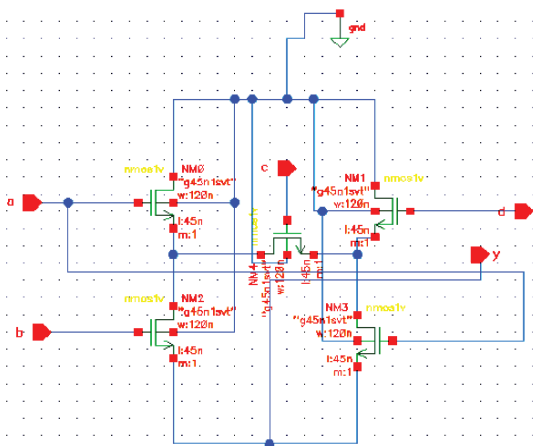 gnd
nmos1v
NM0
"g45n1svt"
w:120n
l:45n
m:1
a
c
nmos1v
NM4
"g45n1svt"
w:120n
l:45n
m:1
NM1
nmos1v
"g45n1svt"
w:120n
l:45n
m:1
d
y
nmos1v
NM2
"g45n1svt"
w:120n
l:45n
m:1
b
NM3
nmos1v
"g45n1svt"
w:120n
l:45n
m:1